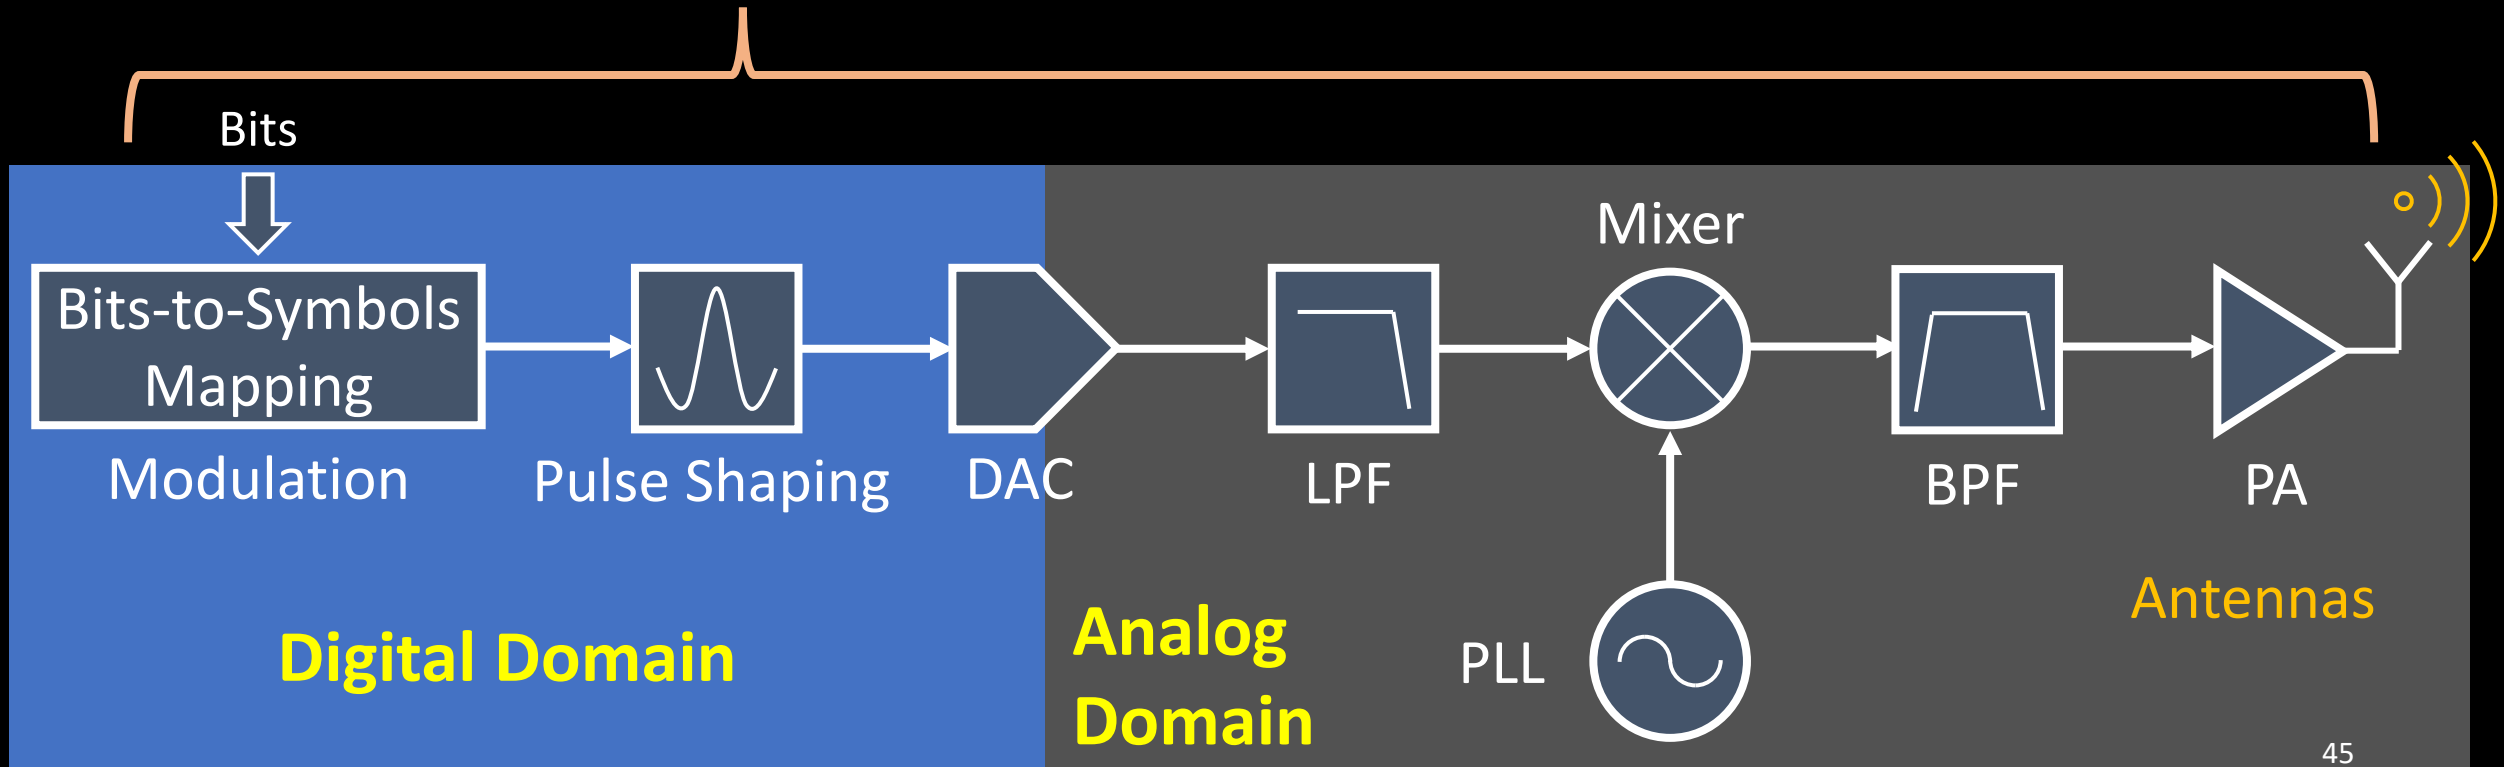 Bits
Mixer
Bits-to-Symbols
Mapping
Modulation
Pulse Shaping
DAC
LPF
BPF
PA
Antennas
Digital Domain
Analog
Domain
PLL
45